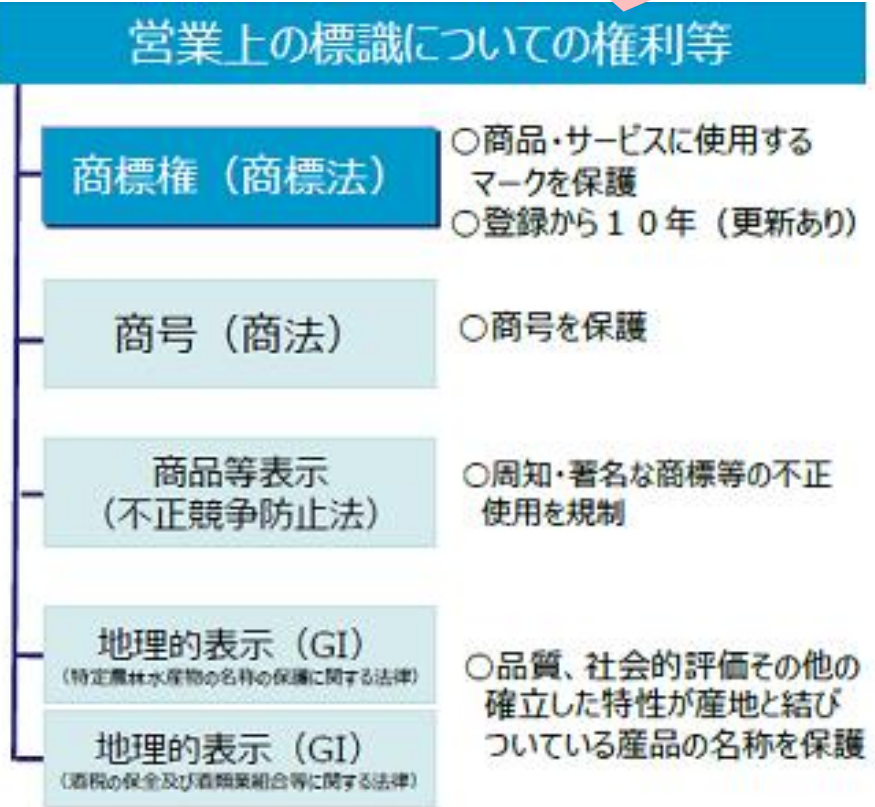 営業上の標識についての権利等
商標権（商標法）
○商品・サービスに使用する
マークを保護
○登録から１０年（更新あり）
商号（商法）
○商号を保護
商品等表示
（不正競争防止法）
○周知・著名な商標等の不正
使用を規制
地理的表示（GI）
（特定農林水産物の名称の保護に関する法律）
地理的表示（GI）
（酒税の保全及び酒類業組合等に関する法律）
○品質、社会的評価その他の
確立した特性が産地と結び
ついている産品の名称を保護